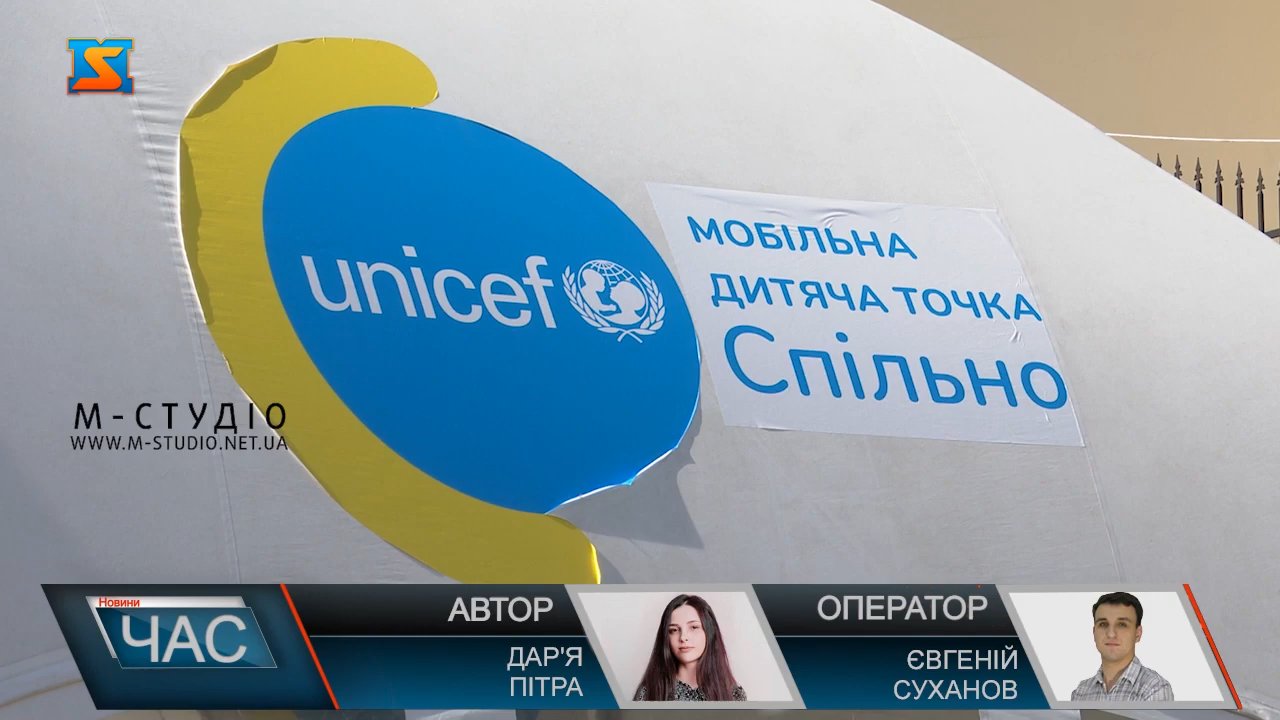 unicef
МОБІЛЬНА
ДИТЯЧА ТОЧКА
Спільно
М-СТУДІО
WWW.M-STUDIO.NET.UA
Новини
ЧАС
АВТОР
ДАР'Я
ПІТРА
ОПЕРАТОР
ЄВГЕНІЙ
СУХАНОВ